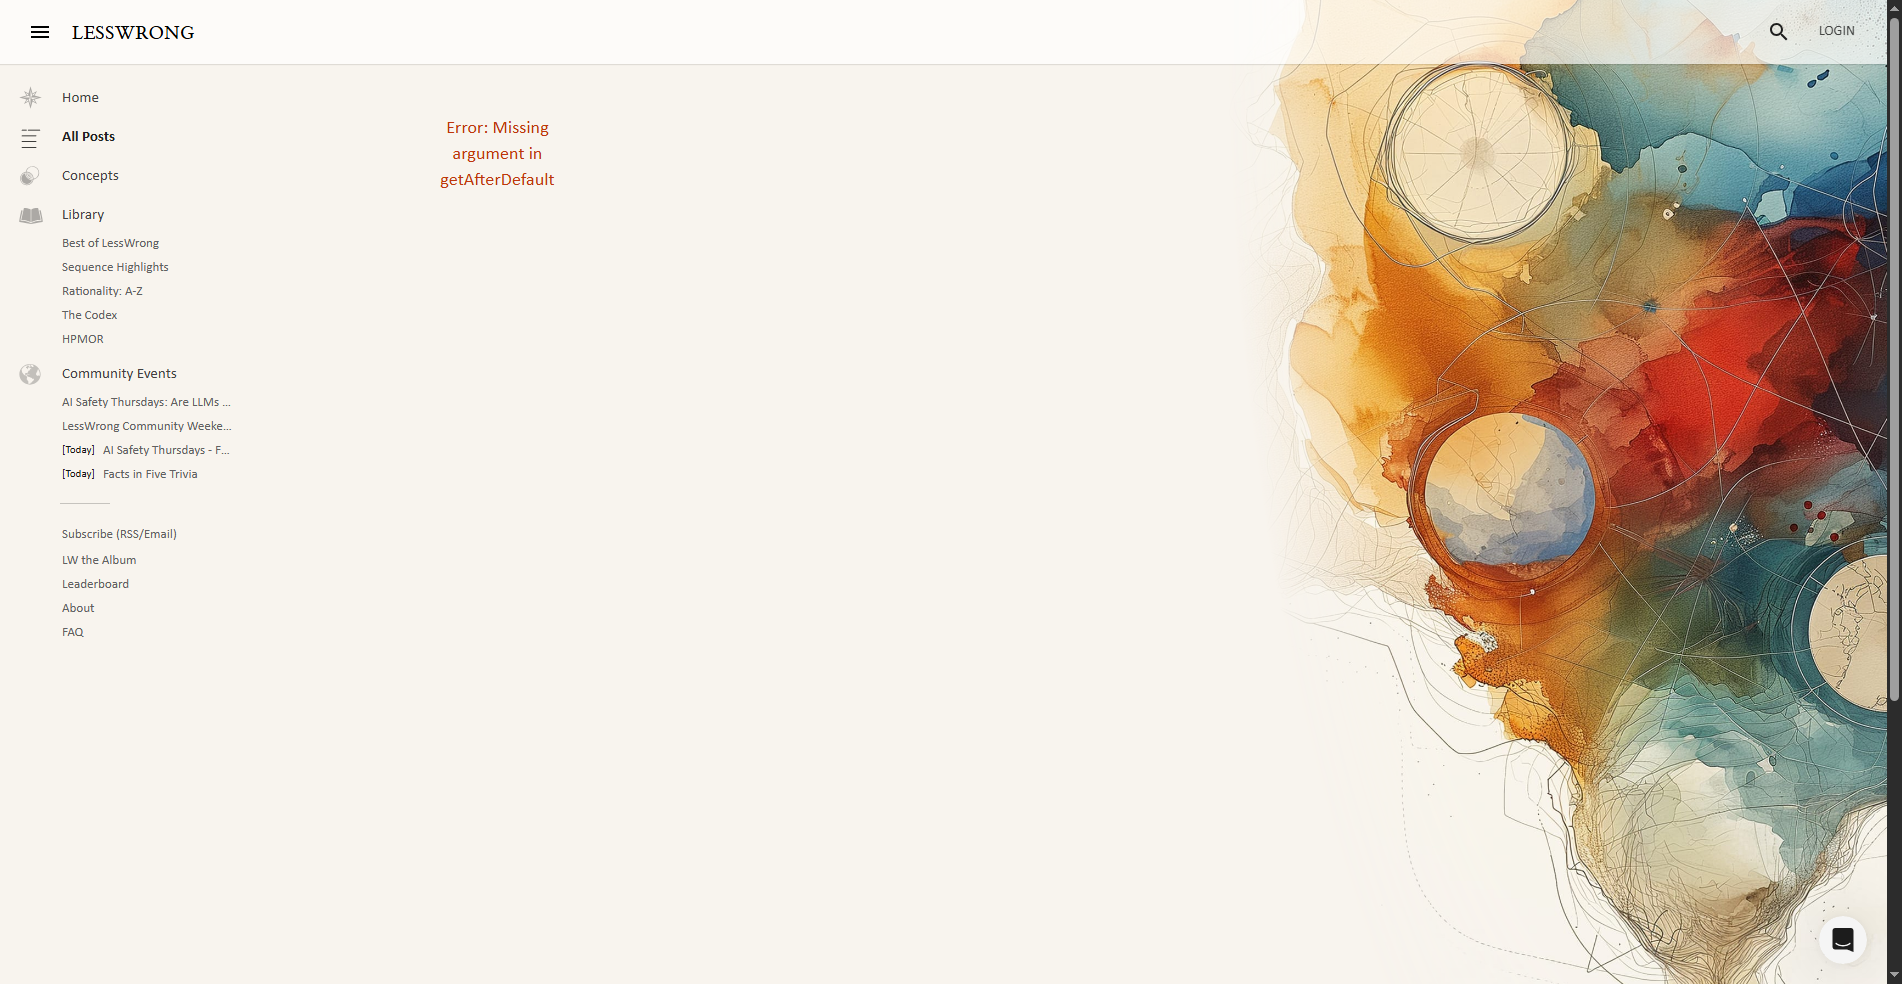 LESSWRONG
LOGIN
Home
All Posts
Concepts
Library
Best of LessWrong
Sequence Highlights
Rationality: A-Z
The Codex
HPMOR
Community Events
AI Safety Thursdays: Are LLMs ...
LessWrong Community Weeke...
[Today] AI Safety Thursdays - F...
[Today] Facts in Five Trivia
Subscribe (RSS/Email)
LW the Album
Leaderboard
About
FAQ
Error: Missing
argument in
getAfterDefault